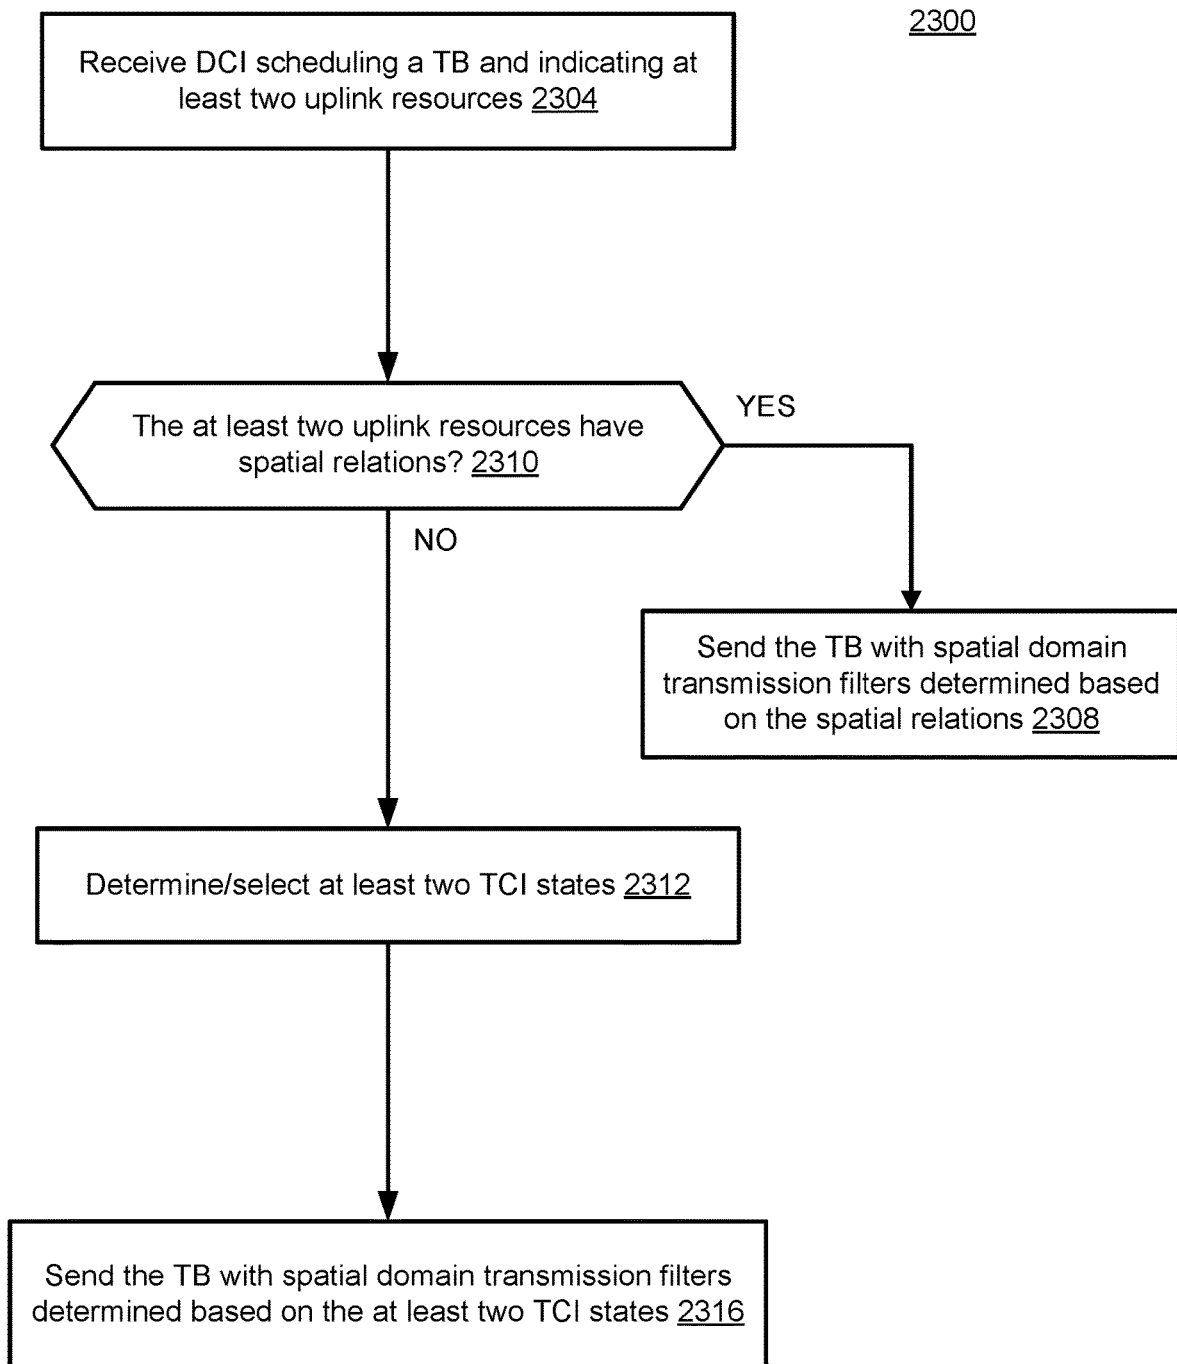 2300
Receive DCI scheduling a TB and indicating at
least two uplink resources 2304
The at least two uplink resources have
spatial relations? 2310
YES
NO
Send the TB with spatial domain
transmission filters determined based
on the spatial relations 2308
Determine/select at least two TCI states 2312
Send the TB with spatial domain transmission filters
determined based on the at least two TCI states 2316